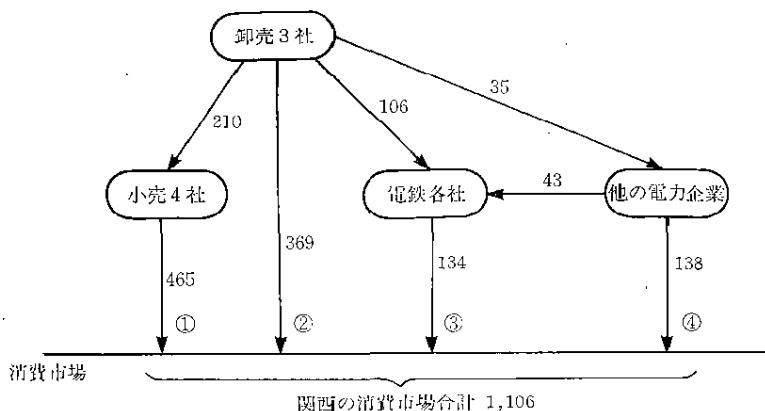 卸売3社
35
106
210
小売4社
電鉄各社
43
他の電力企業
369
134
138
465
①
②
③
④
消費市場
関西の消費市場合計 1,106